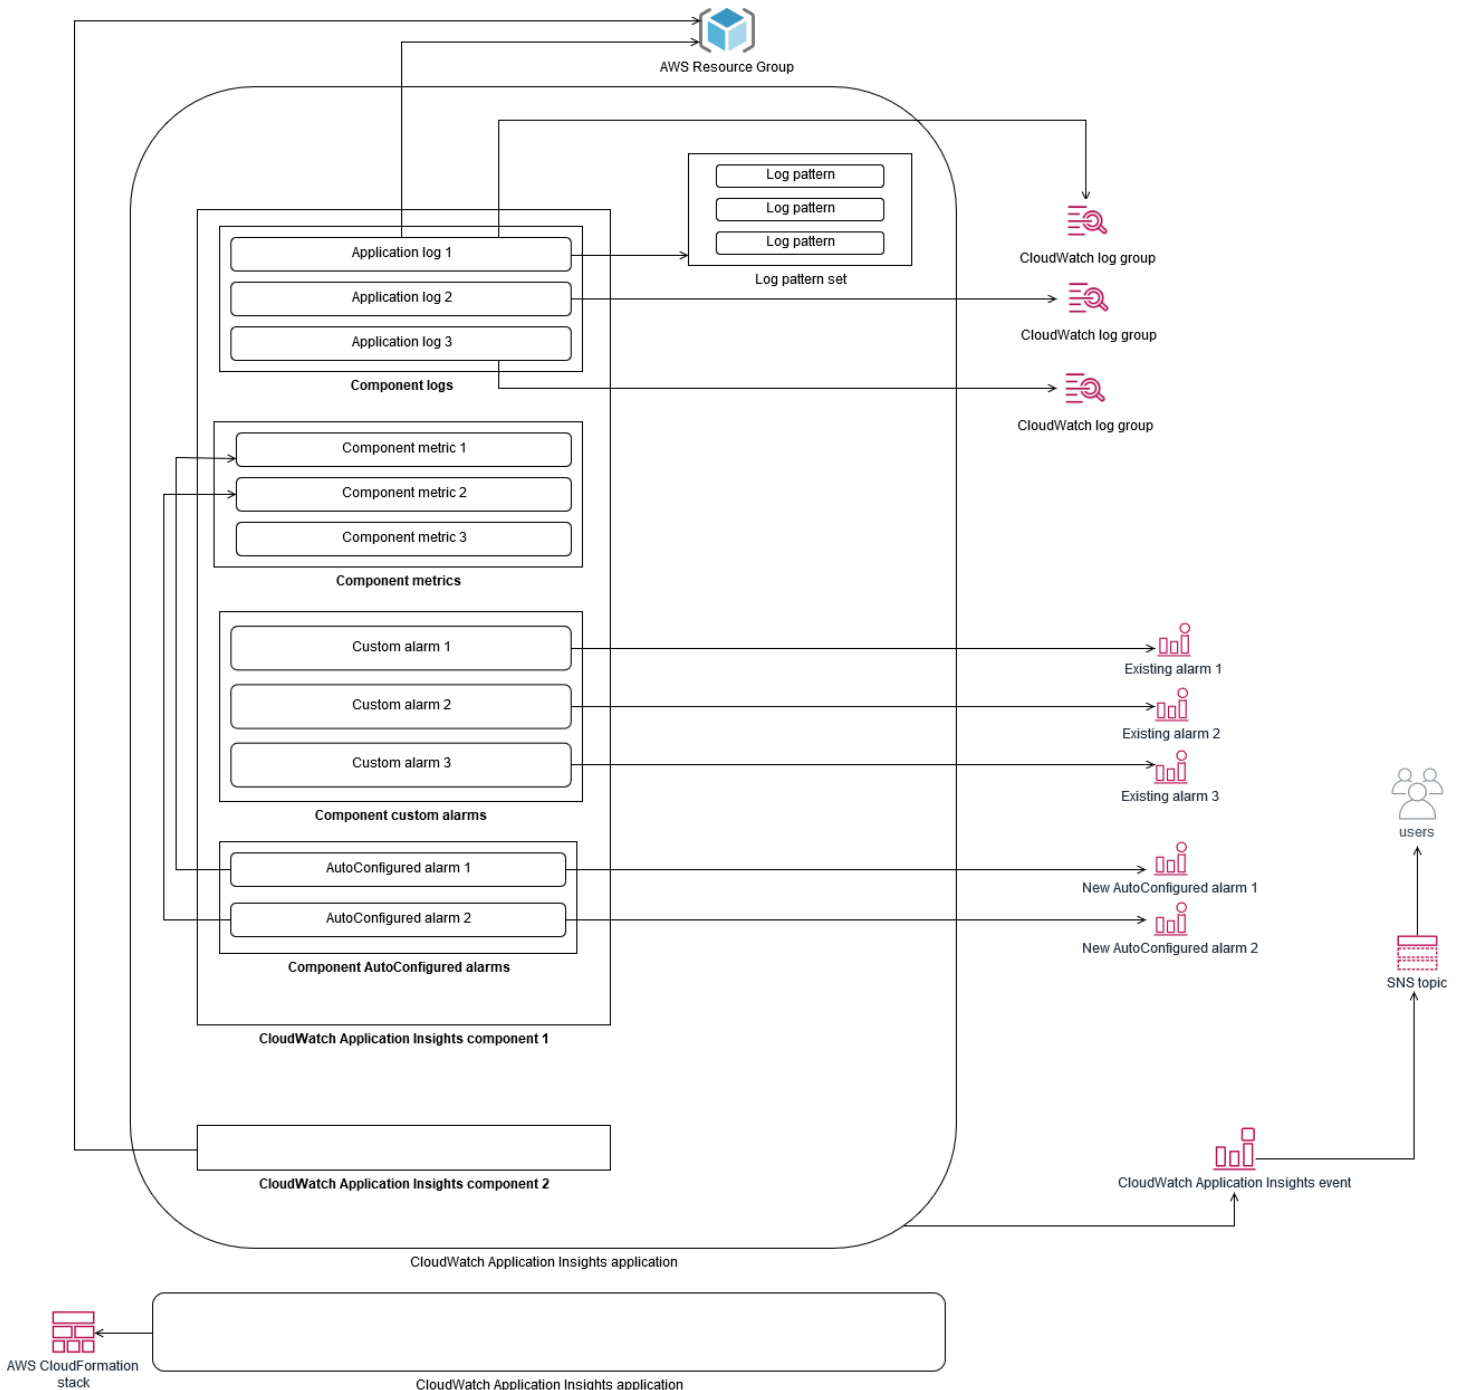 AWS Resource Group
Log pattern
Log pattern
Log pattern
Log pattern set
Application log 1
Application log 2
Application log 3
Component logs
CloudWatch log group
CloudWatch log group
CloudWatch log group
Component metric 1
Component metric 2
Component metric 3
Component metrics
Custom alarm 1
Custom alarm 2
Custom alarm 3
Component custom alarms
Existing alarm 1
Existing alarm 2
Existing alarm 3
AutoConfigured alarm 1
AutoConfigured alarm 2
Component AutoConfigured alarms
New AutoConfigured alarm 1
New AutoConfigured alarm 2
users
SNS topic
CloudWatch Application Insights component 1
CloudWatch Application Insights component 2
CloudWatch Application Insights event
CloudWatch Application Insights application
AWS CloudFormation
stack
CloudWatch Application Insights application